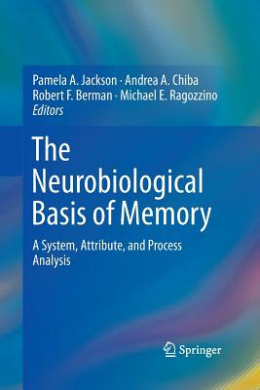 Pamela A. Jackson · Andrea A. Chiba
Robert F. Berman · Michael E. Ragozzino
Editors
The
Neurobiological
Basis of Memory
A System, Attribute, and Process
Analysis
Springer